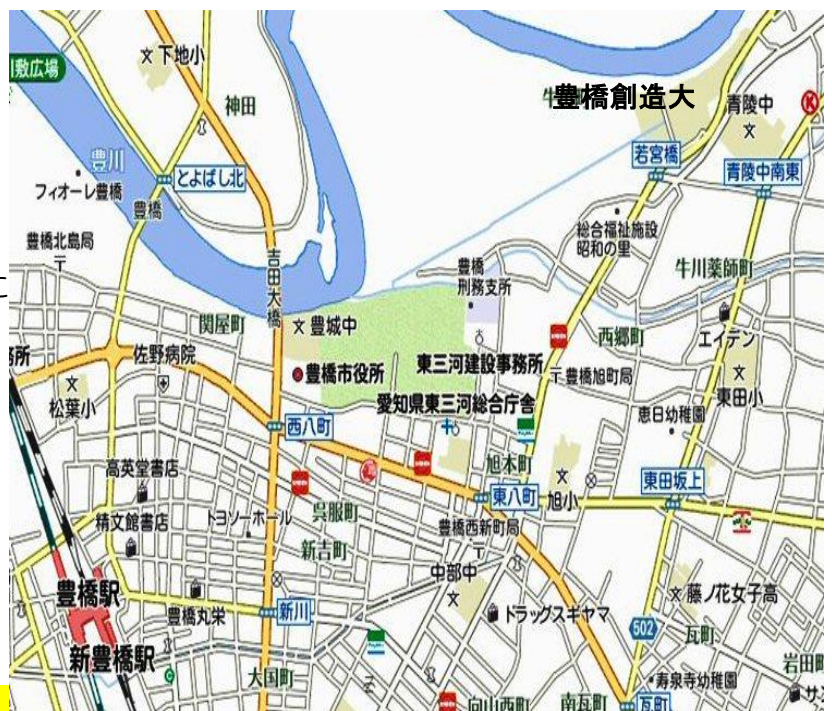 下地小
川敷広場
神田
豊橋創造大
青陵中
豊川
とよばし北
若宮橋
青陵中南東
フィオーレ豊橋
豊橋
総合福祉施設
昭和の里
豊橋北島局
吉田大橋
豊橋
刑務支所
牛川薬師町
関屋町
豊城中
西郷町
エイデン
務所
佐野病院
豊橋市役所
東三河建設事務所
豊橋旭町局
東田小
松葉小
愛知県東三河総合庁舎
恵日幼稚園
西八町
高英堂書店
旭本町
東田坂上
東八町
旭小
精文館書店
トヨソーホール
呉服町
豊橋西新町局
新吉町
中部中
豊橋駅
藤ノ花女子高
豊橋丸栄
新川
ドラッグスギヤマ
502
瓦町
新豊橋駅
岩田町
大国町
寿泉寺幼稚園
向山西町
南瓦町
瓦町
サ